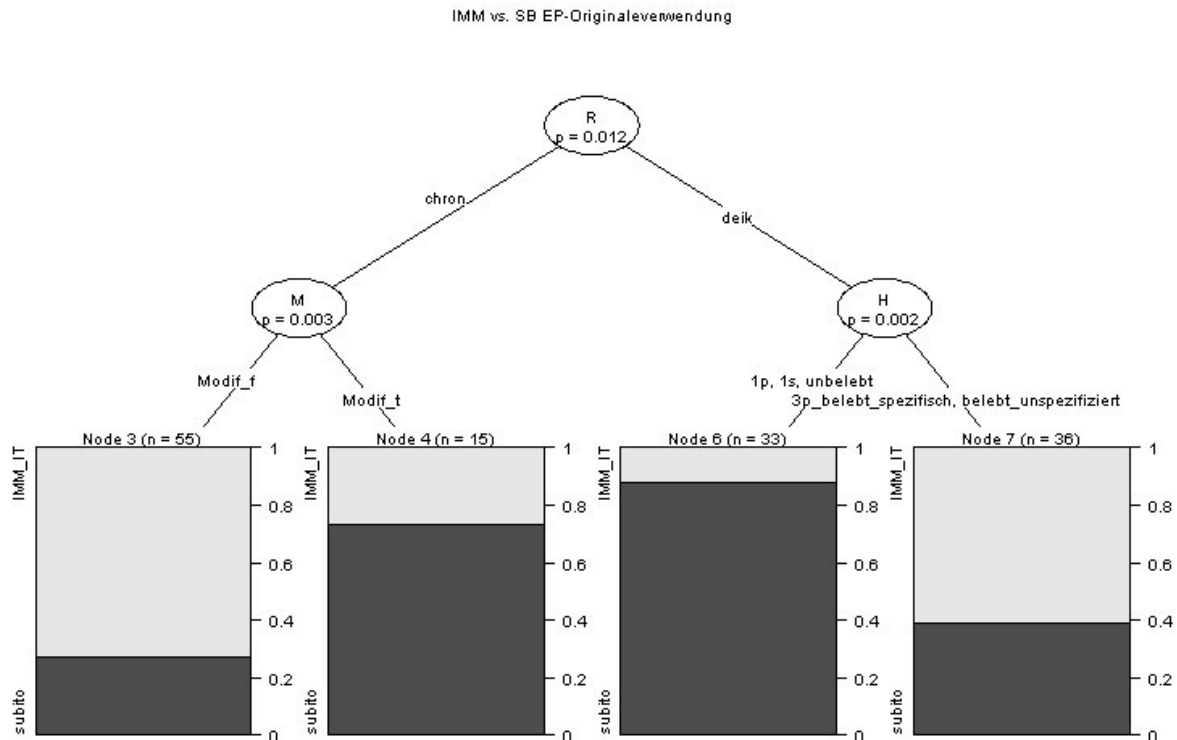 IMM vs. SB EP-Originalverwendung
R
p = 0.012
chron
deik
M
p = 0.003
H
p = 0.002
Modif_f
Modif_t
1p, 1s, unbelebt
3p_belebt_spezifisch, belebt_unspezifiziert
Node 3 (n = 55)
IMM_IT
subito
1
0.8
0.6
0.4
0.2
0
Node 4 (n = 15)
IMM_IT
subito
1
0.8
0.6
0.4
0.2
0
Node 6 (n = 33)
IMM_IT
subito
1
0.8
0.6
0.4
0.2
0
Node 7 (n = 36)
IMM_IT
subito
1
0.8
0.6
0.4
0.2
0